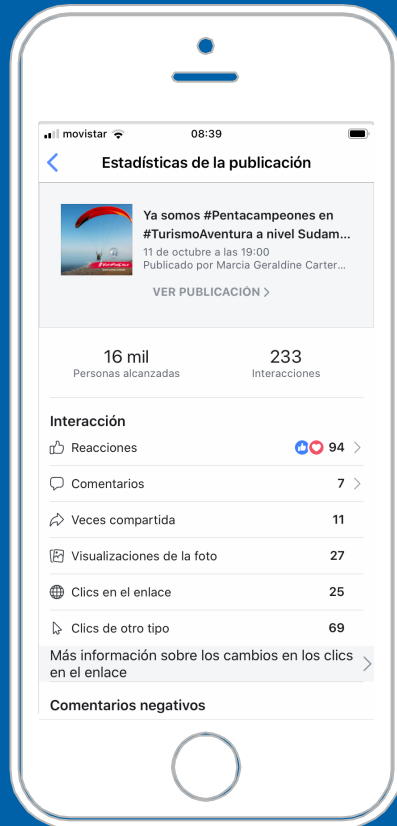 movistar 08:39
Estadísticas de la publicación
Ya somos #Pentacampeones en
#TurismoAventura a nivel Sudam...
11 de octubre a las 19:00
Publicado por Marcia Geraldine Carter...
VER PUBLICACIÓN >
16 mil 233
Personas alcanzadas Interacciones
Interacción
Reacciones 94
Comentarios 7
Veces compartida 11
Visualizaciones de la foto 27
Clics en el enlace 25
Clics de otro tipo 69
Más información sobre los cambios en los clics
en el enlace
Comentarios negativos